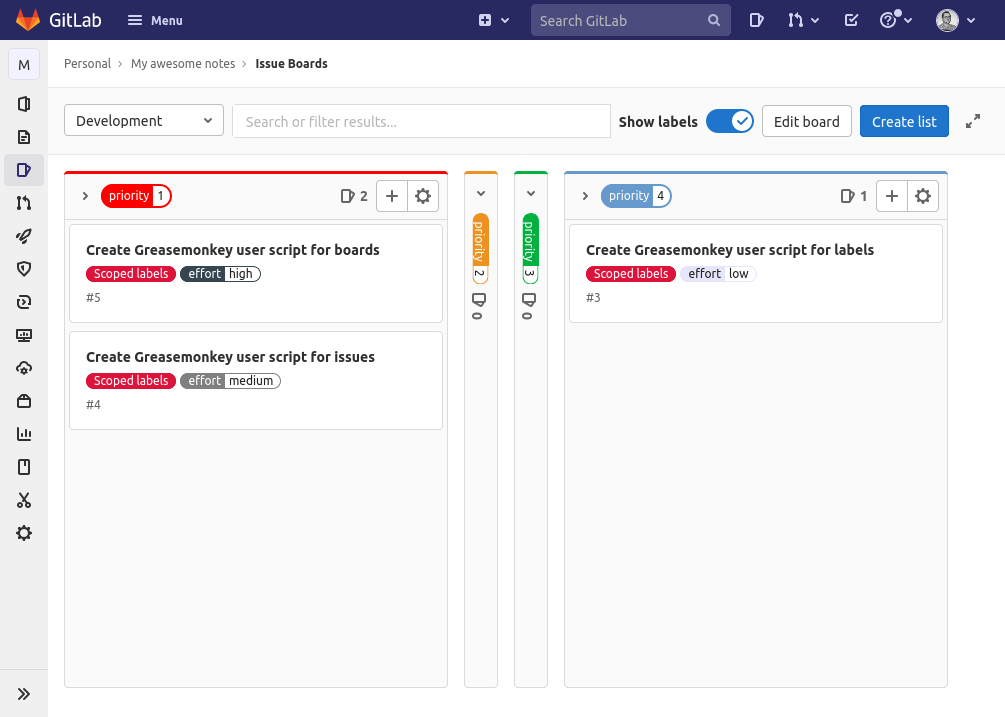 GitLab Menu Search GitLab
M
Personal › My awesome notes › Issue Boards
Development Search or filter results... Show labels Edit board Create list
priority 1 2
Create Greasemonkey user script for boards
Scoped labels effort high
#5
Create Greasemonkey user script for issues
Scoped labels effort medium
#4
priority 2 0
priority 3 0
priority 4 1
Create Greasemonkey user script for labels
Scoped labels effort low
#3